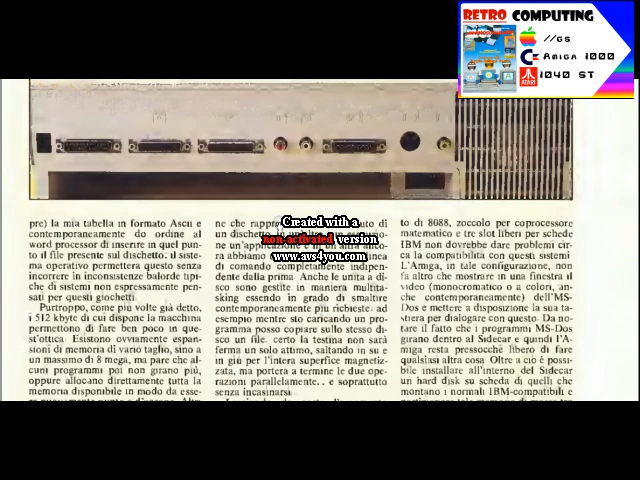 RETRO COMPUTING
//GS
Amiga 1000
1040 ST
ATARI
pre) la mia tabella in formato Ascii e
contemporaneamente do ordine al
word processor di inserire in quel pun-
to il file presente sul dischetto, il siste-
ma operativo permetterà questo senza
incorrere in inconsistenze balorde tipi-
che di sistemi non espressamente pen-
sati per questi giochetti.
Purtroppo, come più volte già detto,
i 512 kbyte di cui dispone la macchina
permettono di fare ben poco in que-
st'ottica. Esistono ovviamente espan-
sioni di memoria di vario taglio, sino a
un massimo di 8 mega, ma pare che al-
cuni programmi poi non girano più,
oppure allocano direttamente tutta la
memoria disponibile in modo da esse-
ne che
un dischetto
ne un'applicazione
ra abbiamo
di comando completamente indipen-
dente dalla prima. Anche le unità a di-
sco sono gestite in maniera multita-
sking essendo in grado di smaltire
contemporaneamente più richieste: ad
esempio mentre sto caricando un pro-
gramma posso copiare sullo stesso di-
sco un file. certo la testina non sarà
ferma un solo attimo, saltando in su e
in giù per l'intera superfice magnetiz-
zata, ma porterà a termine le due ope-
razioni parallelamente... e soprattutto
senza incasinarsi
Created with a
non-activated version
www.avs4you.com
to di 8088, zoccolo per coprocessore
matematico e tre slot liberi per schede
IBM non dovrebbe dare problemi cir-
ca la compatibilità con questi sistemi.
L'Amiga, in tale configurazione, non
fa altro che mostrare in una finestra il
video (monocromatico o a colori, an-
che contemporaneamente) dell'MS-
Dos e mettere a disposizione la sua ta-
stiera per dialogare con questo. Da no-
tare il fatto che i programmi MS-Dos
girano dentro al Sidecar e quindi l'A-
miga resta pressoché libero di fare
qualsiasi altra cosa. Oltre a ciò è possi-
bile installare all'interno del Sidecar
un hard disk su scheda di quelli che
montano i normali IBM-compatibili e